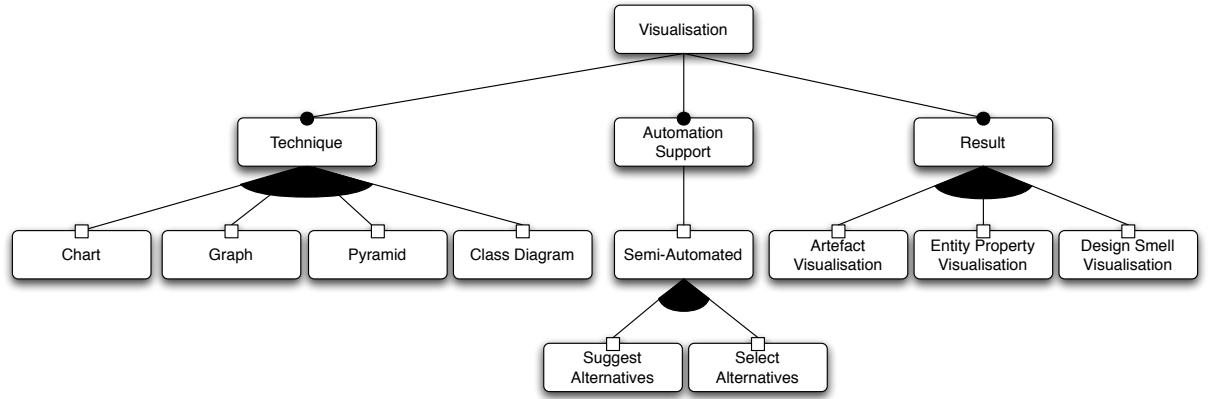 Visualisation
Technique
Automation
Support
Result
Chart
Graph
Pyramid
Class Diagram
Semi-Automated
Artefact
Visualisation
Entity Property
Visualisation
Design Smell
Visualisation
Suggest
Alternatives
Select
Alternatives